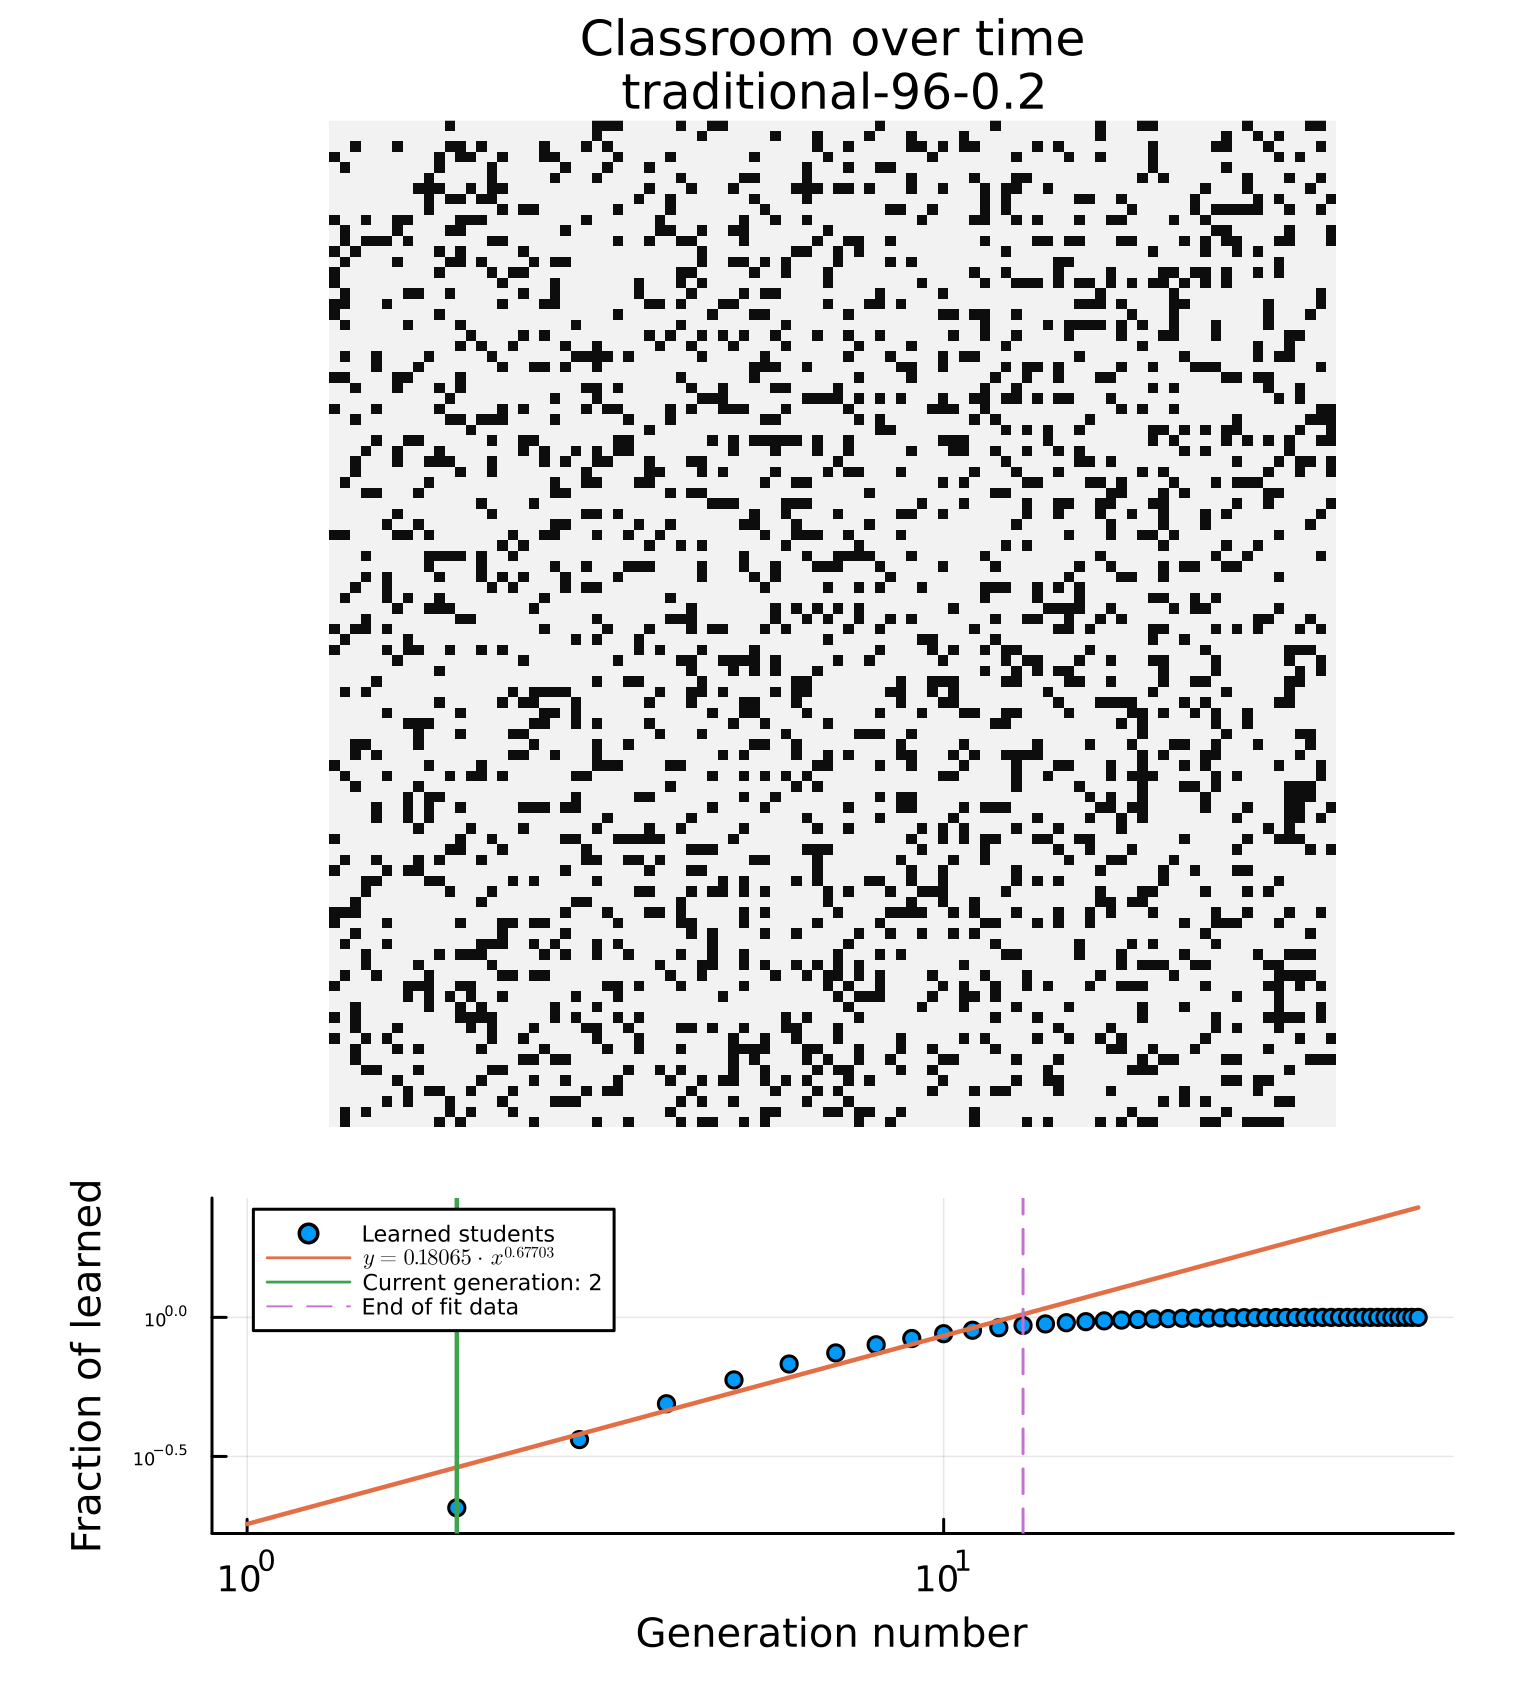 Classroom over time
traditional-96-0.2
Fraction of learned
Learned students
y = 0.18065 · x^0.67703
Current generation: 2
End of fit data
10^0.0
10^−0.5
10^0
10^1
Generation number